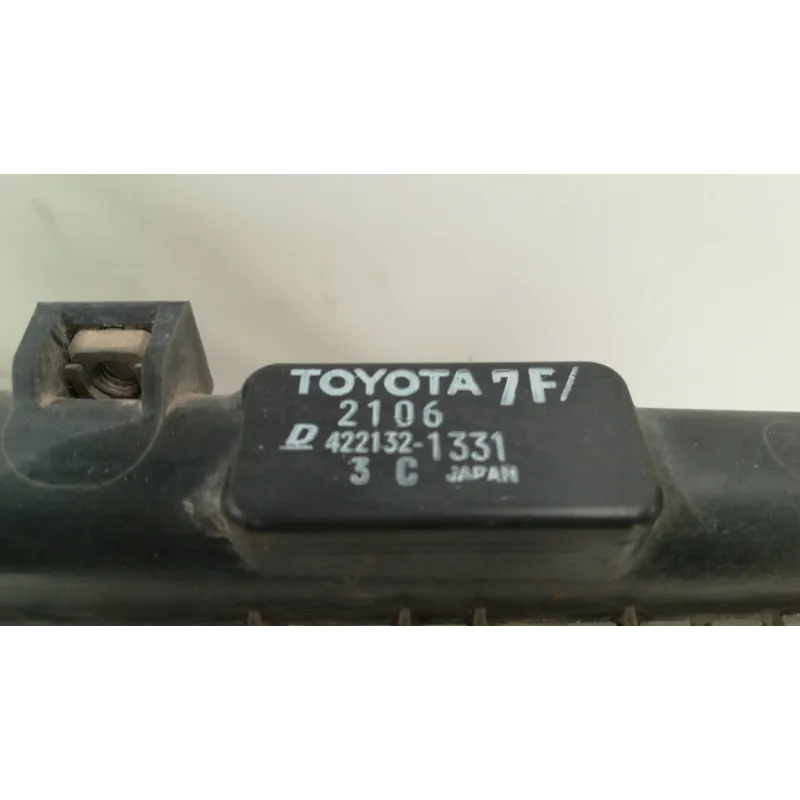 TOYOTA 7F/
2106
D 422132-1331
3 C JAPAN